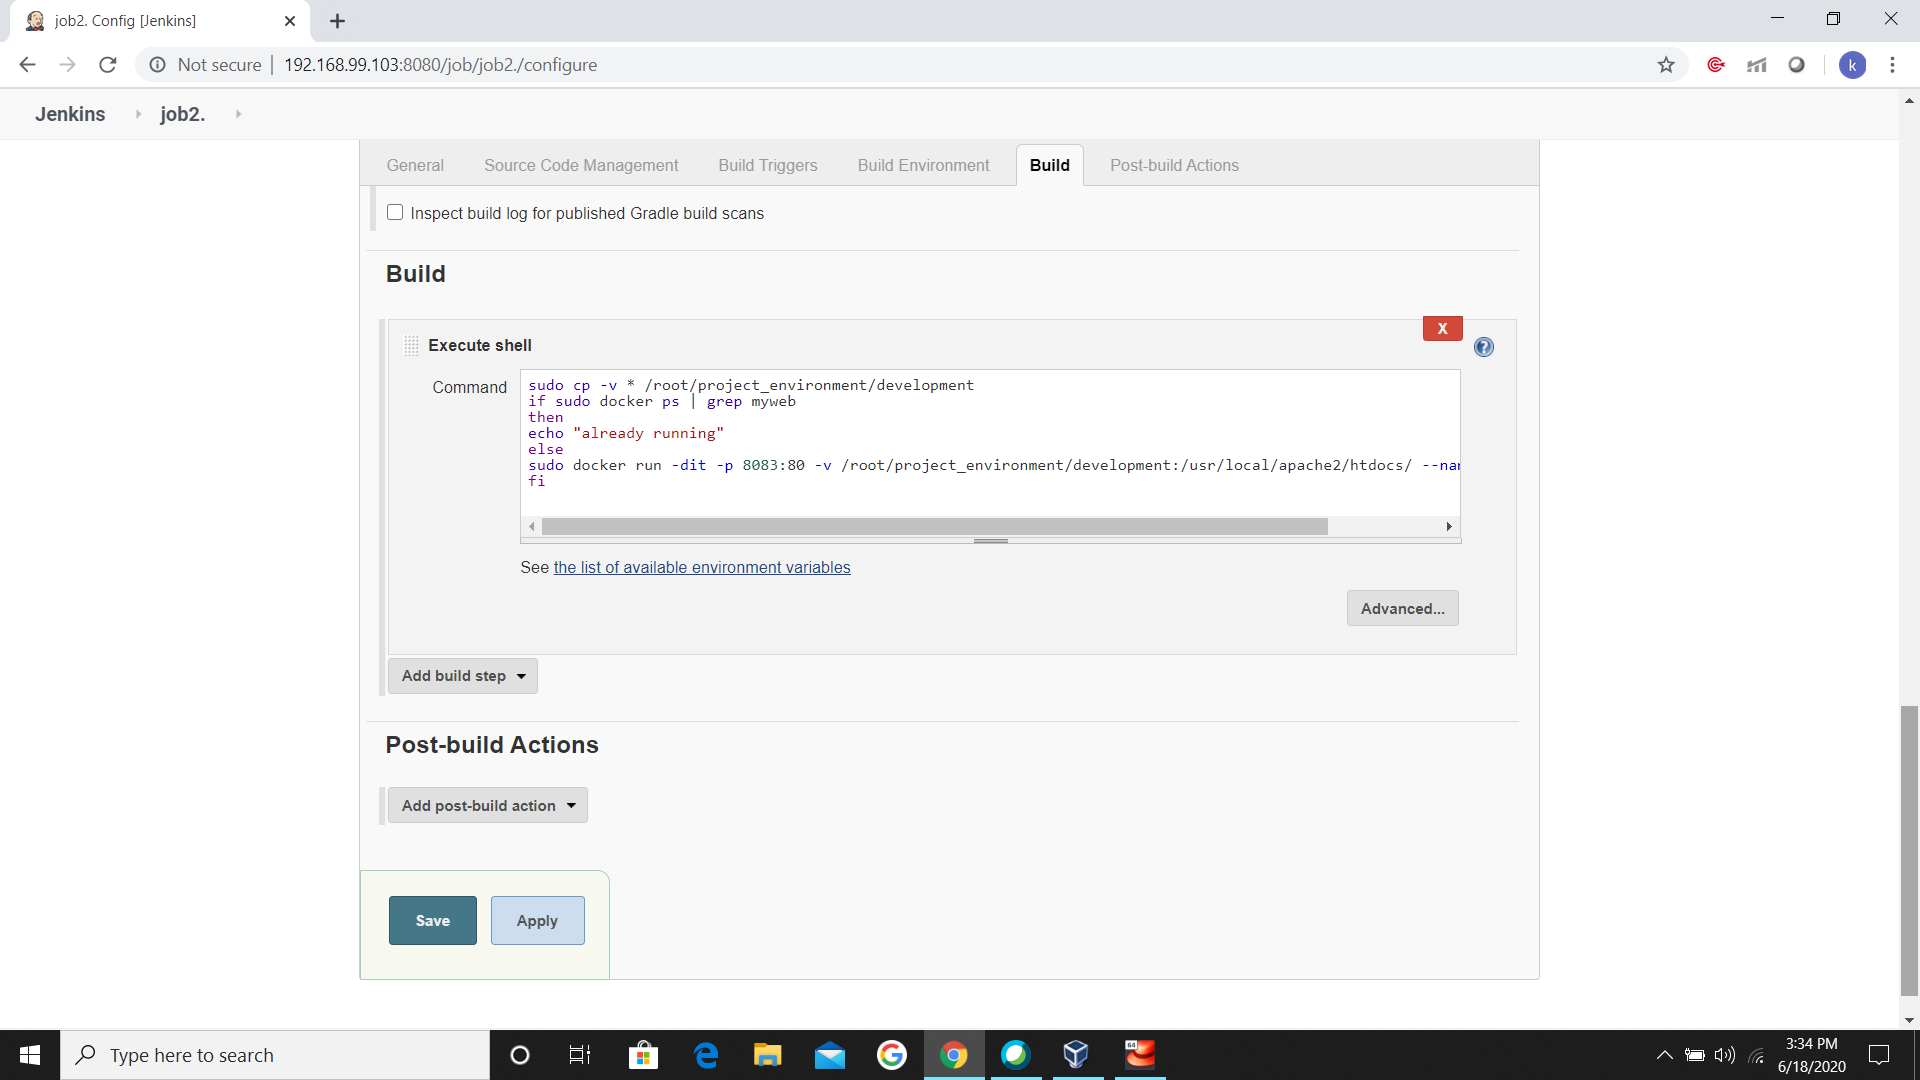 job2. Config [Jenkins]
Not secure
192.168.99.103:8080/job/job2./configure
k
Jenkins
job2.
General
Source Code Management
Build Triggers
Build Environment
Build
Post-build Actions
Inspect build log for published Gradle build scans
Build
X
Execute shell
?
Command
sudo cp -v * /root/project_environment/development
if sudo docker ps | grep myweb
then
echo "already running"
else
sudo docker run -dit -p 8083:80 -v /root/project_environment/development:/usr/local/apache2/htdocs/ --nam
fi
See the list of available environment variables
Advanced...
Add build step
Post-build Actions
Add post-build action
Save
Apply
Type here to search
64
3:34 PM
6/18/2020